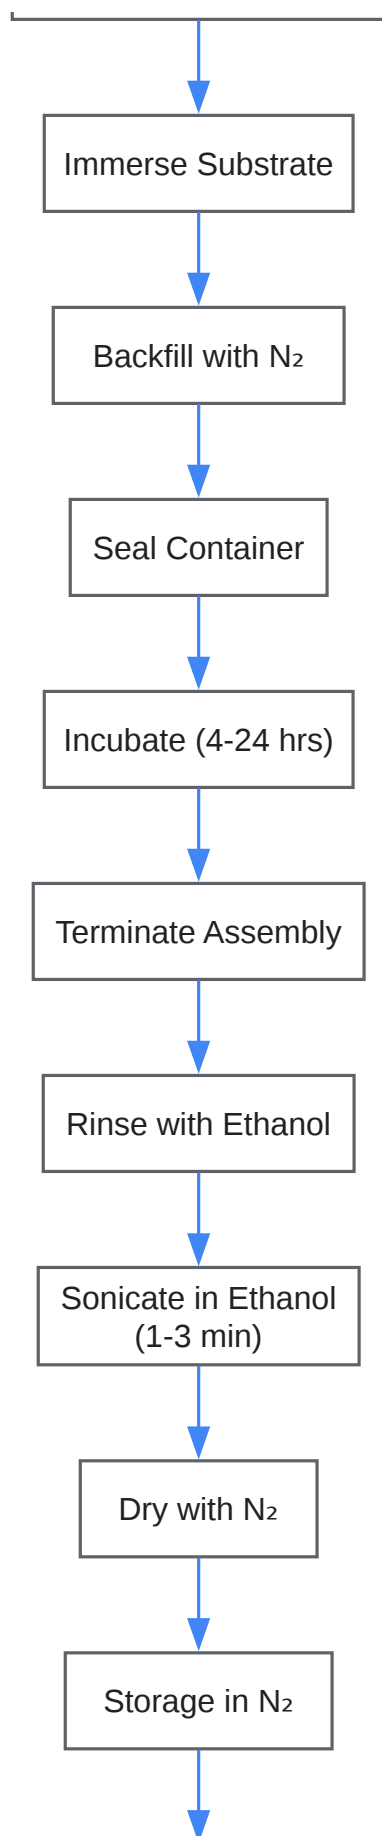 Immerse Substrate
Backfill with N₂
Seal Container
Incubate (4-24 hrs)
Terminate Assembly
Rinse with Ethanol
Sonicate in Ethanol
(1-3 min)
Dry with N₂
Storage in N₂